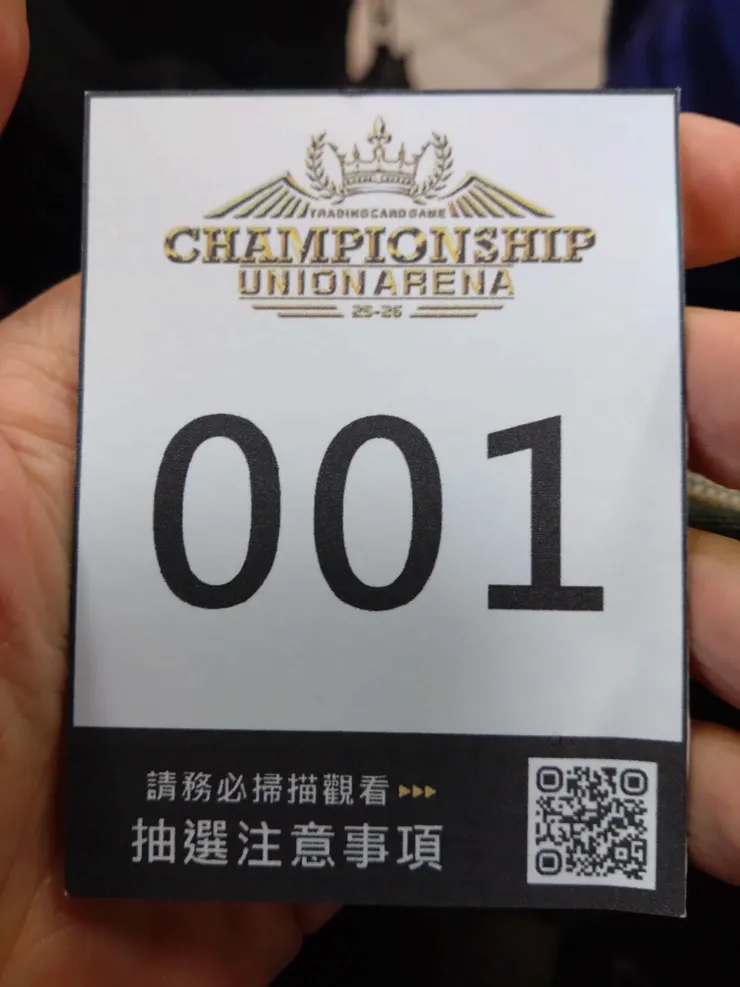 TRADING CARD GAME
CHAMPIONSHIP
UNION ARENA
25-26
001
請務必掃描觀看
抽選注意事項